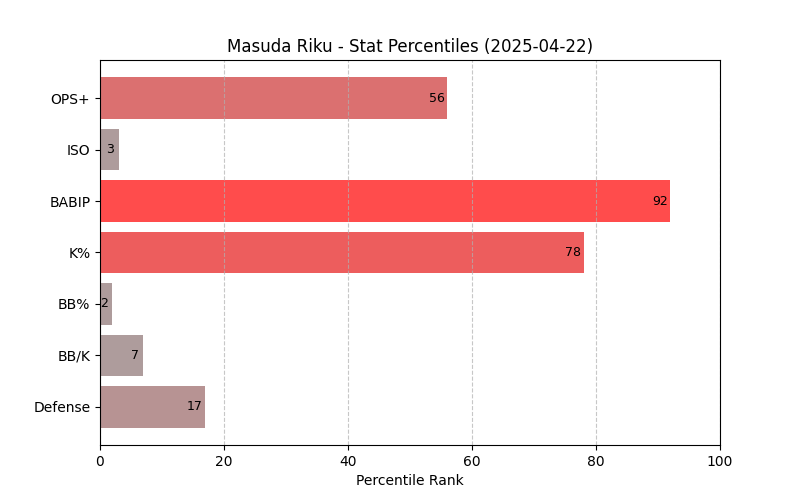 Masuda Riku - Stat Percentiles (2025-04-22)
OPS+ 56
ISO 3
BABIP 92
K% 78
BB% 2
BB/K 7
Defense 17
0 20 40 60 80 100
Percentile Rank